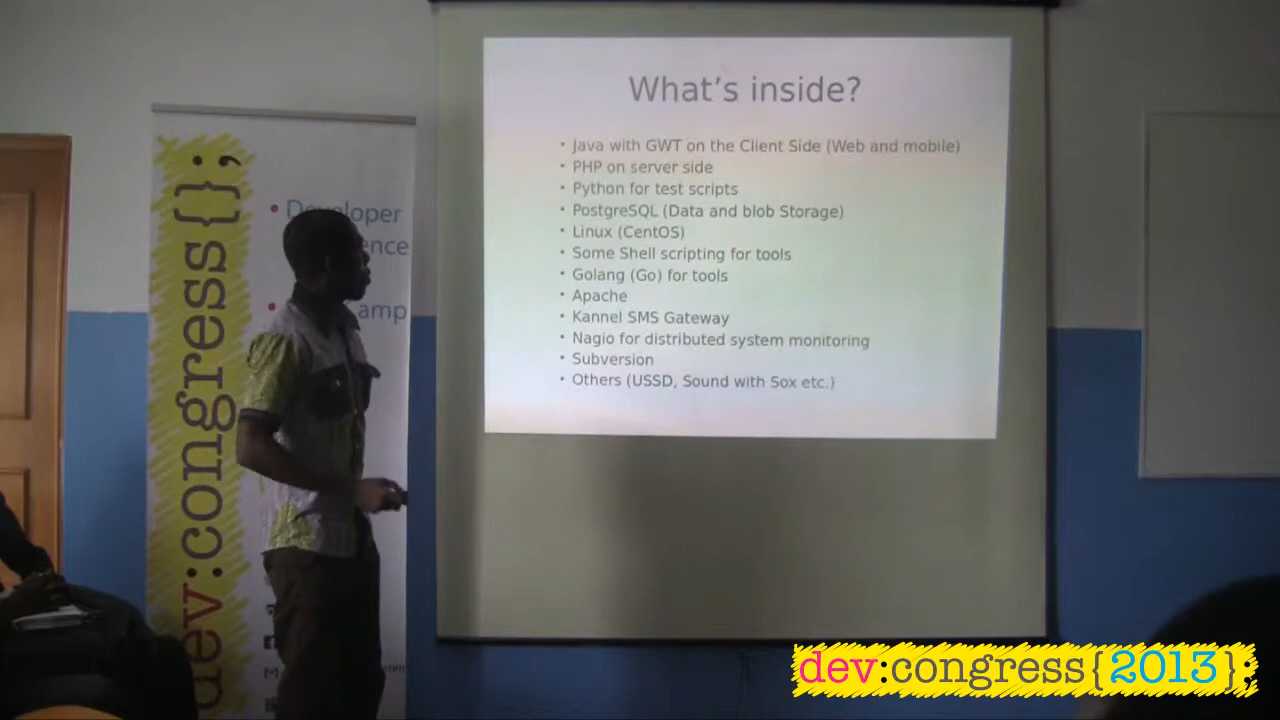 What's inside?
• Java with GWT on the Client Side (Web and mobile)
• PHP on server side
• Python for test scripts
• PostgreSQL (Data and blob Storage)
• Linux (CentOS)
• Some Shell scripting for tools
• Golang (Go) for tools
• Apache
• Kannel SMS Gateway
• Nagio for distributed system monitoring
• Subversion
• Others (USSD, Sound with Sox etc.)
dev:congress{};
• Developer
ence
• amp
dev:congress{2013};